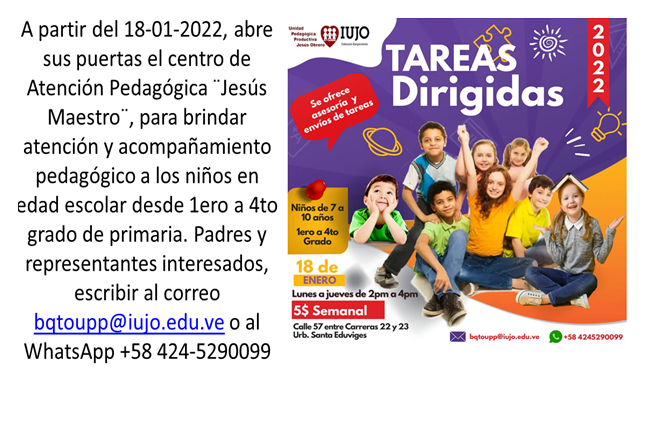 A partir del 18-01-2022, abre
sus puertas el centro de
Atención Pedagógica ¨Jesús
Maestro¨, para brindar
atención y acompañamiento
pedagógico a los niños en
edad escolar desde 1ero a 4to
grado de primaria. Padres y
representantes interesados,
escribir al correo
bqtoupp@iujo.edu.ve o al
WhatsApp +58 424-5290099
Unidad
Pedagógica
Productiva
Jesús Obrero
IUJO
Extensión Barquisimeto
TAREAS
Dirigidas
2022
Se ofrece
asesoría y
envíos de tareas
Niños de 7 a
10 años
1ero a 4to
Grado
18 de
ENERO
Lunes a jueves de 2pm a 4pm
5$ Semanal
Calle 57 entre Carreras 22 y 23
Urb. Santa Eduviges
bqtoupp@iujo.edu.ve
+58 4245290099